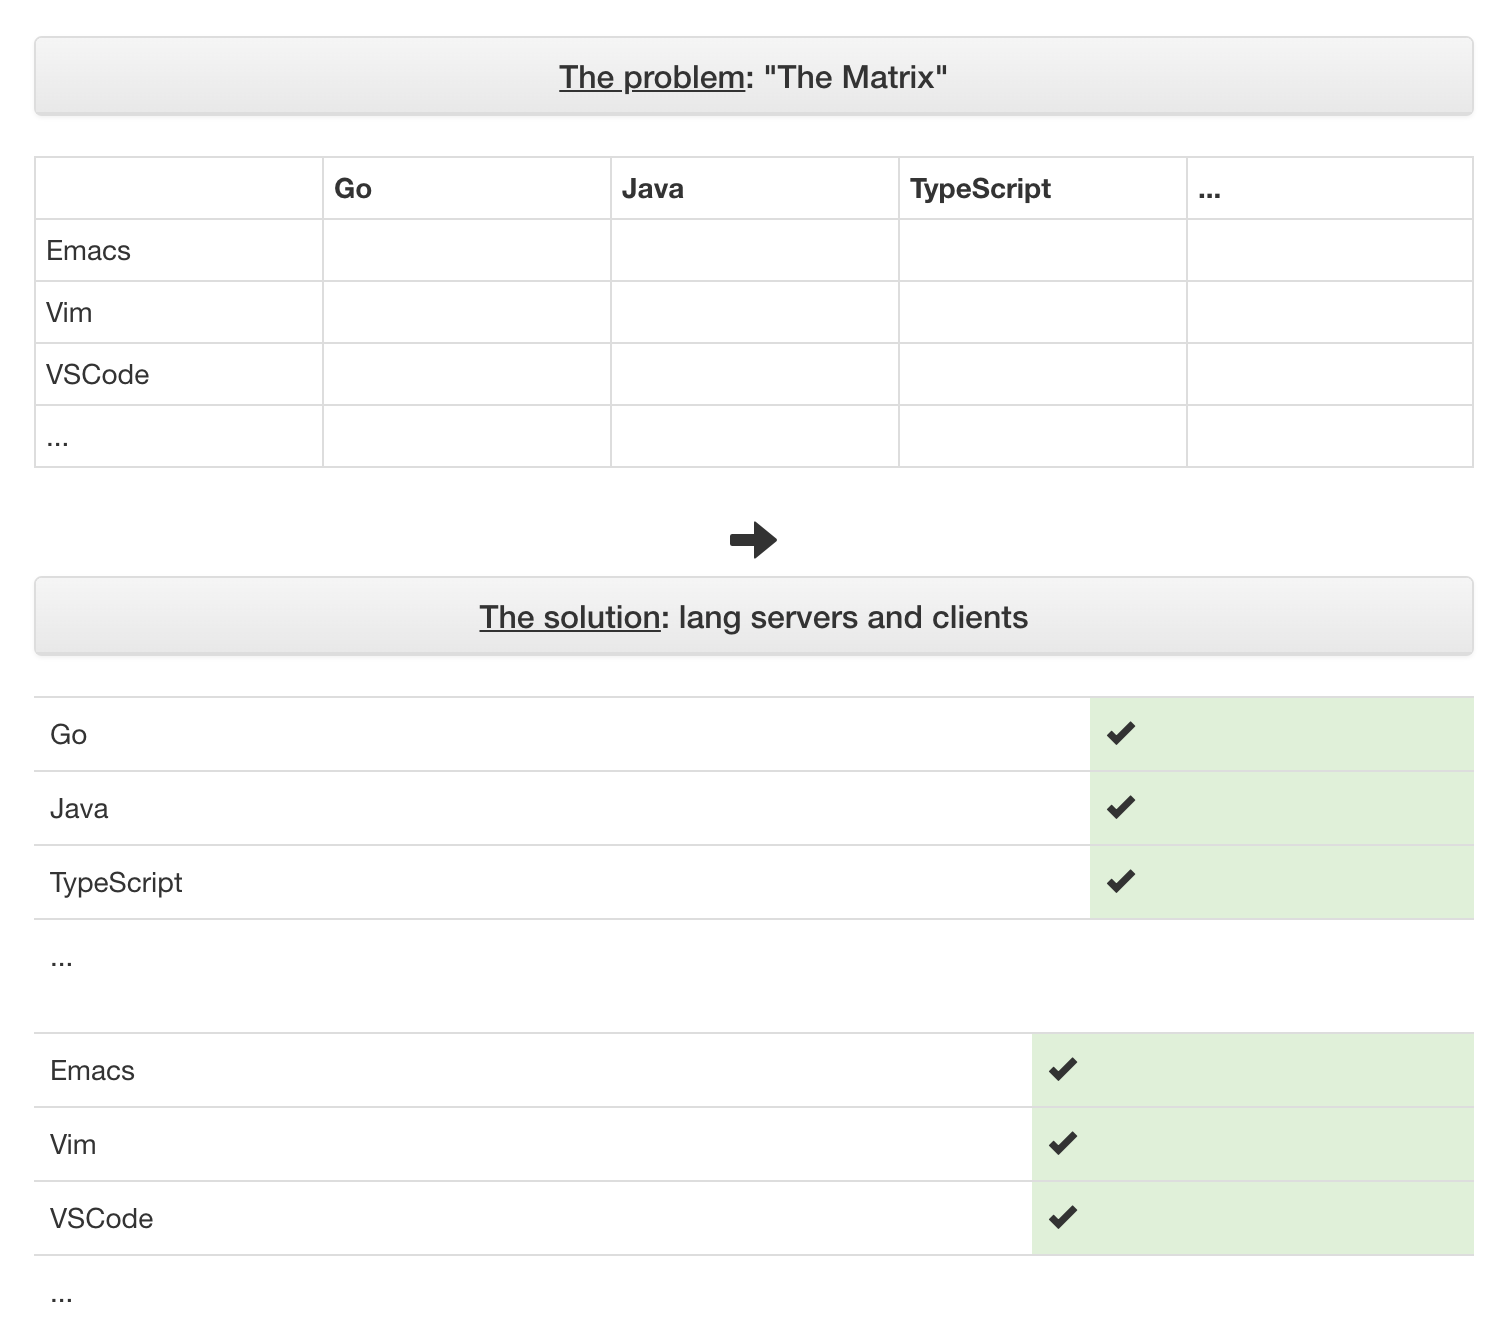 The problem: "The Matrix"
Go Java TypeScript ...
Emacs
Vim
VSCode
...
The solution: lang servers and clients
Go
Java
TypeScript
...
Emacs
Vim
VSCode
...